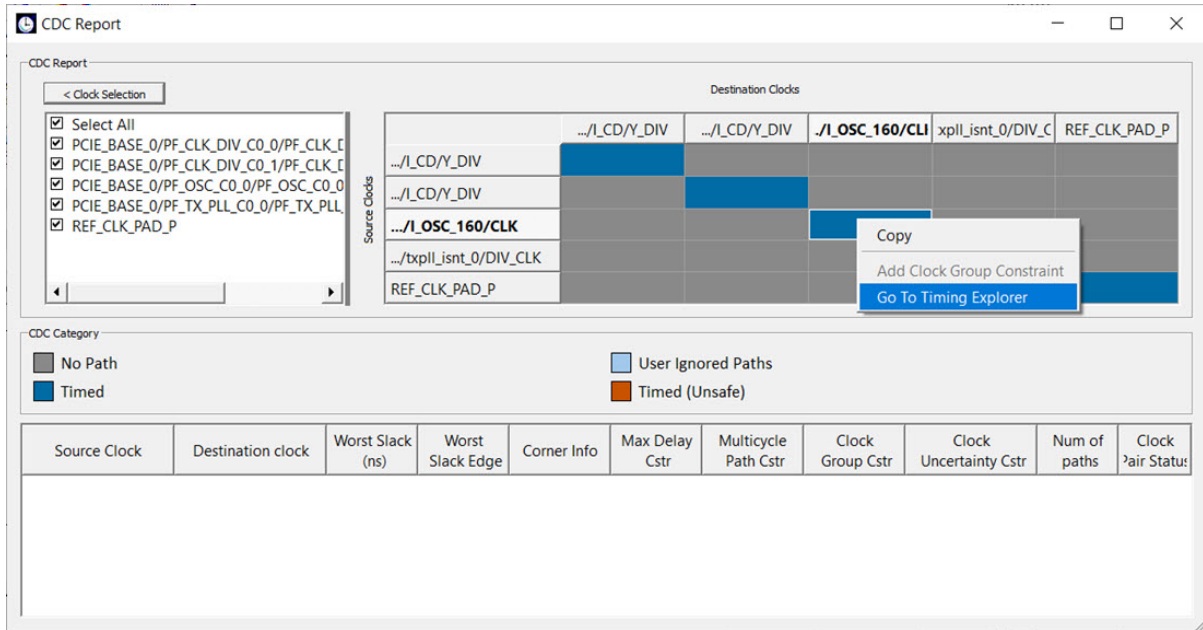 CDC Report
CDC Report
< Clock Selection
Select All
PCIE_BASE_0/PF_CLK_DIV_C0_0/PF_CLK_D
PCIE_BASE_0/PF_CLK_DIV_C0_1/PF_CLK_D
PCIE_BASE_0/PF_OSC_C0_0/PF_OSC_C0_0
PCIE_BASE_0/PF_TX_PLL_C0_0/PF_TX_PLL_
REF_CLK_PAD_P
Destination Clocks
.../I_CD/Y_DIV .../I_CD/Y_DIV ./I_OSC_160/CLI xpll_isnt_0/DIV_C REF_CLK_PAD_P
Source Clocks
.../I_CD/Y_DIV
.../I_CD/Y_DIV
.../I_OSC_160/CLK
.../txpll_isnt_0/DIV_CLK
REF_CLK_PAD_P
Copy
Add Clock Group Constraint
Go To Timing Explorer
CDC Category
No Path User Ignored Paths
Timed Timed (Unsafe)
Source Clock Destination clock Worst Slack (ns) Worst Slack Edge Corner Info Max Delay Cstr Multicycle Path Cstr Clock Group Cstr Clock Uncertainty Cstr Num of paths Clock Pair Status